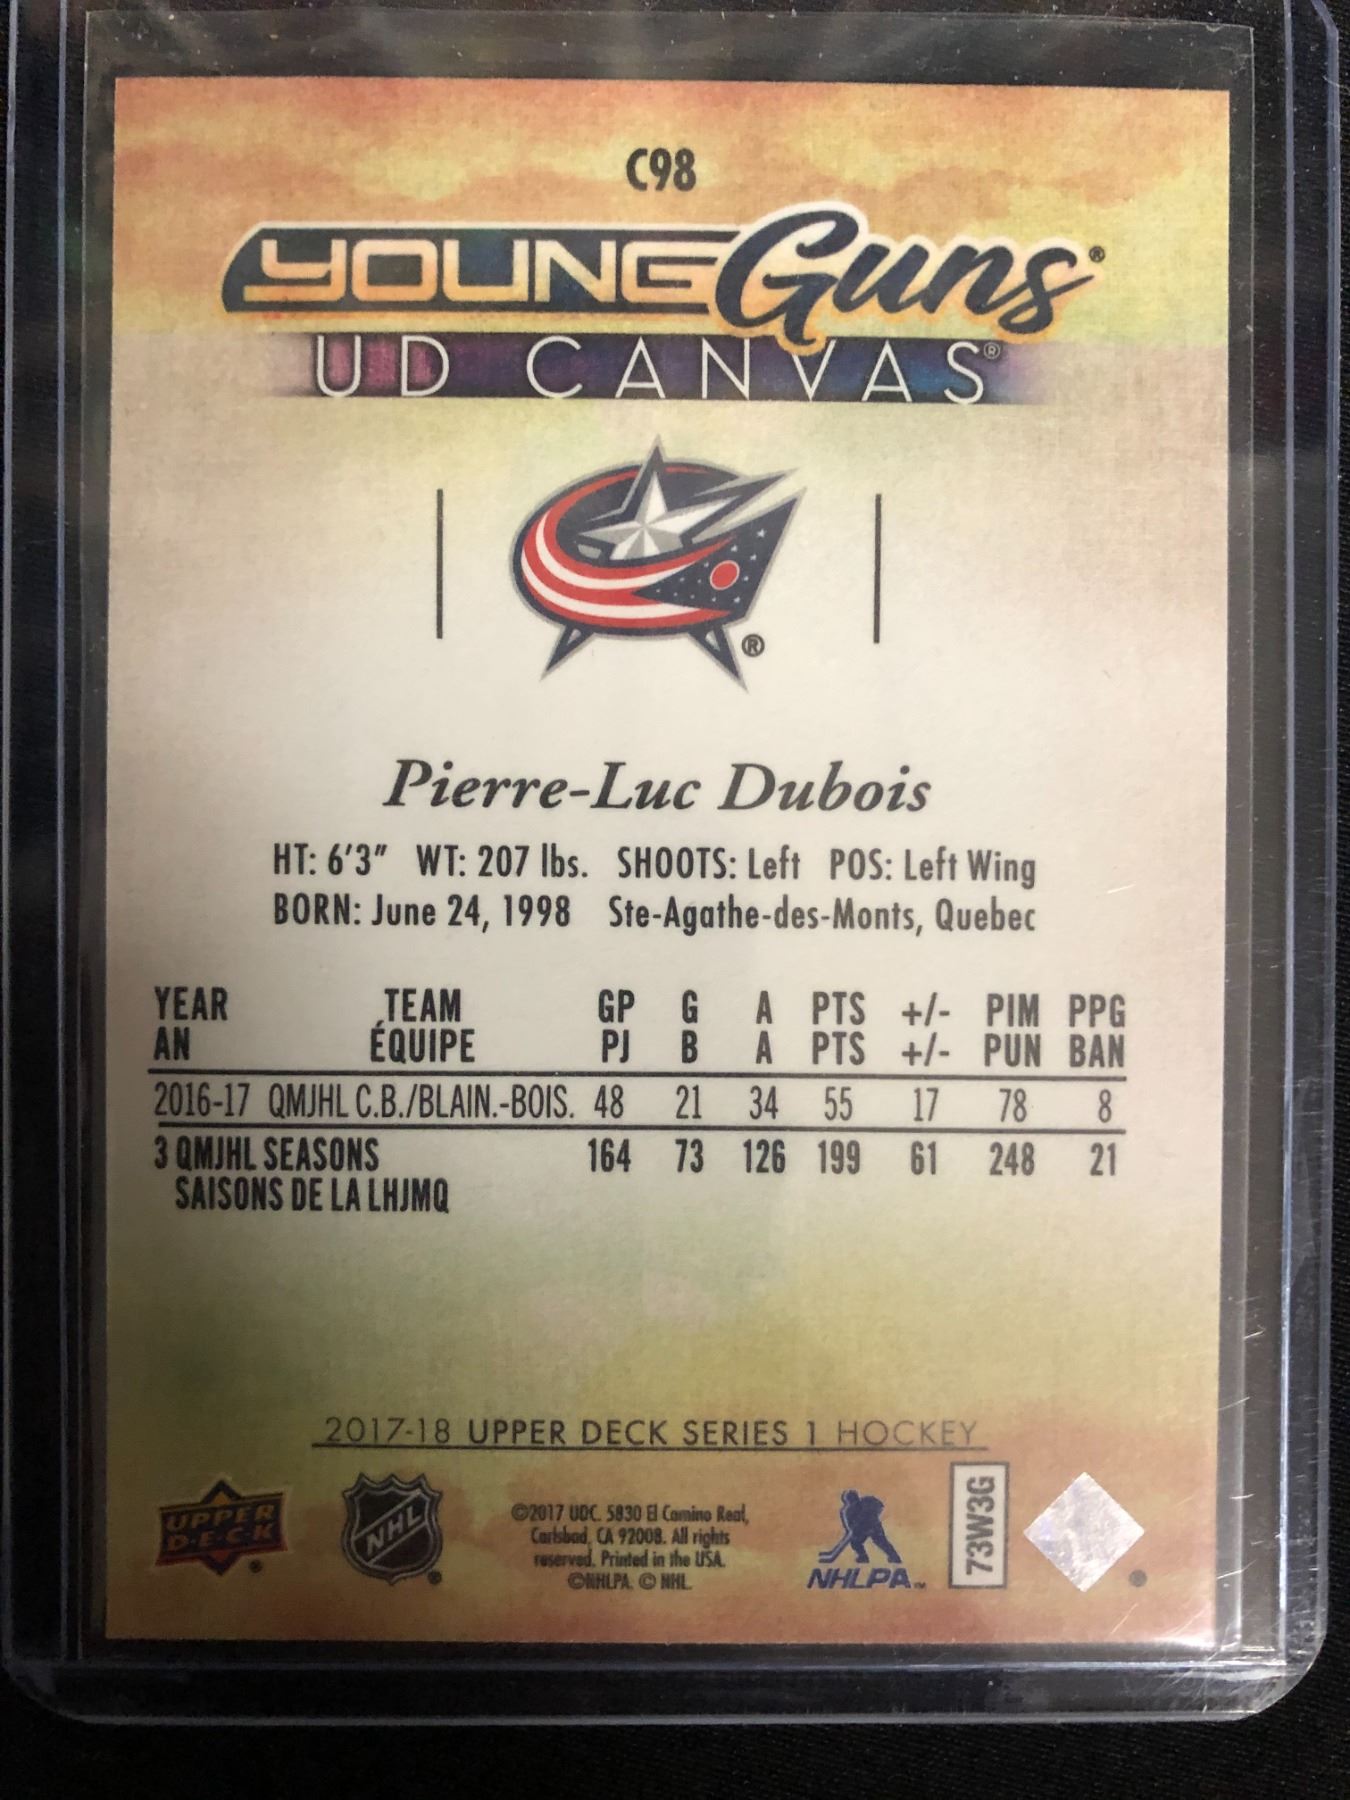 C98
YOUNG Guns®
UD CANVAS®
®
Pierre-Luc Dubois
HT: 6'3" WT: 207 lbs. SHOOTS: Left POS: Left Wing
BORN: June 24, 1998 Ste-Agathe-des-Monts, Quebec
YEAR TEAM GP G A PTS +/- PIM PPG
AN ÉQUIPE PJ B A PTS +/- PUN BAN
2016-17 QMJHL C.B./BLAIN.-BOIS. 48 21 34 55 17 78 8
3 QMJHL SEASONS 164 73 126 199 61 248 21
SAISONS DE LA LHJMQ
2017-18 UPPER DECK SERIES 1 HOCKEY
UPPER DECK®
NHL®
©2017 UDC. 5830 El Camino Real,
Carlsbad, CA 92008. All rights
reserved. Printed in the USA.
©NHLPA. © NHL.
NHLPA™
73W3G